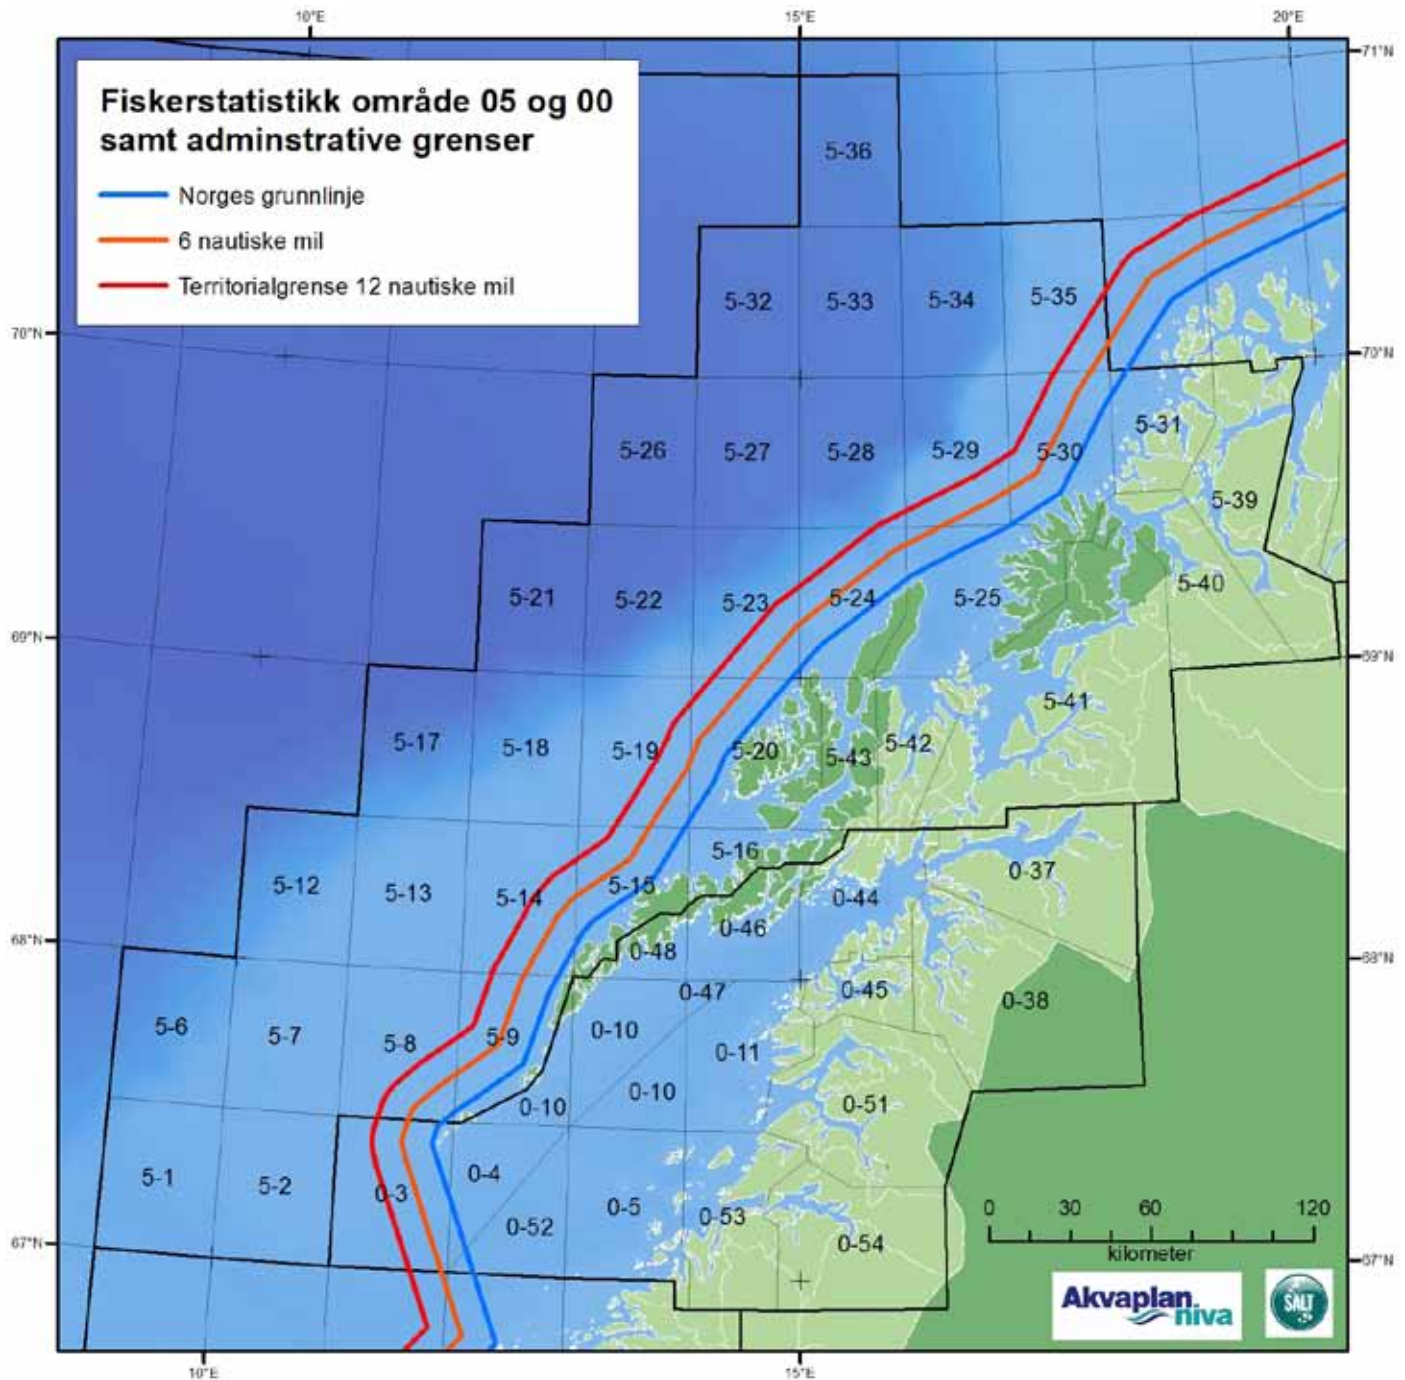 10°E
15°E
20°E
71°N
Fiskerstatistikk område 05 og 00
samt adminstrative grenser
Norges grunnlinje
6 nautiske mil
Territorialgrense 12 nautiske mil
5-36
5-32
5-33
5-34
5-35
70°N
70°N
5-26
5-27
5-28
5-29
5-30
5-31
5-39
5-21
5-22
5-23
5-24
5-25
5-40
69°N
69°N
5-17
5-18
5-19
5-20
5-43
5-42
5-41
5-12
5-13
5-14
5-15
5-16
0-44
0-37
68°N
68°N
0-48
0-46
0-47
0-45
0-38
5-6
5-7
5-8
5-9
0-10
0-11
0-10
0-10
0-51
5-1
5-2
0-3
0-4
0-52
0-5
0-53
0-54
67°N
67°N
0 30 60 120
kilometer
Akvaplan
niva
SALT
10°E
15°E